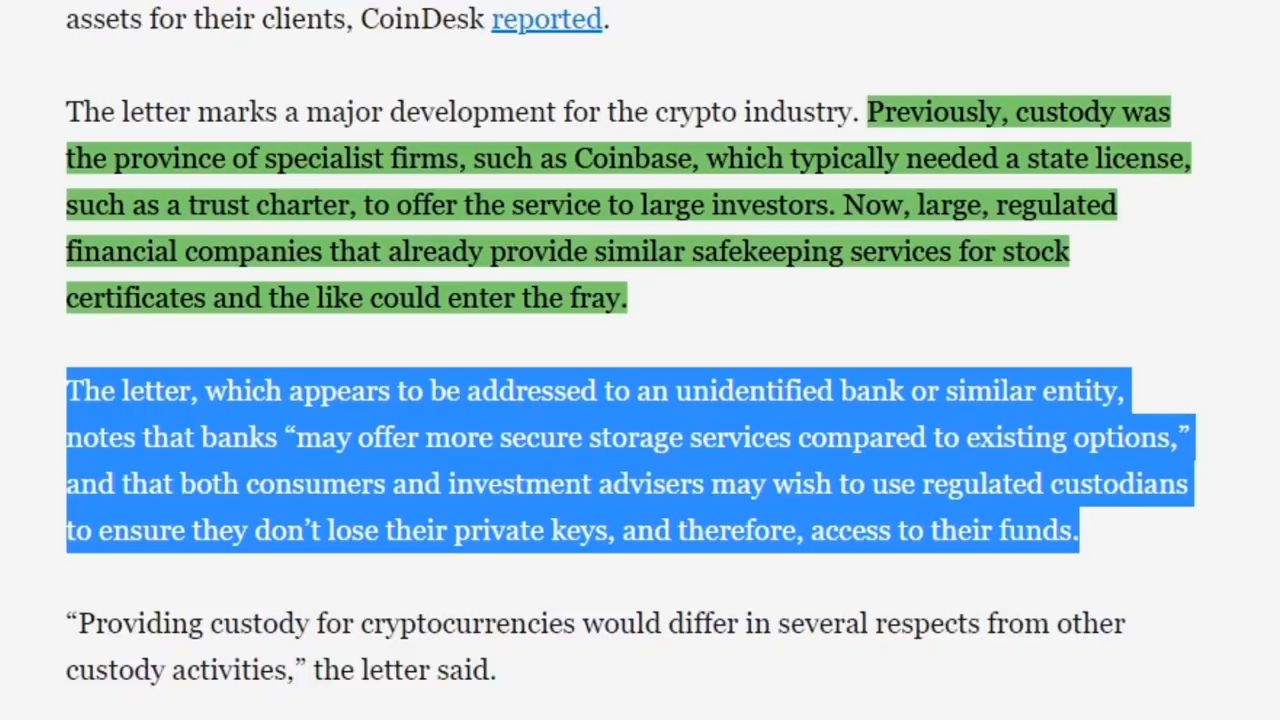 assets for their clients, CoinDesk reported.
The letter marks a major development for the crypto industry. Previously, custody was
the province of specialist firms, such as Coinbase, which typically needed a state license,
such as a trust charter, to offer the service to large investors. Now, large, regulated
financial companies that already provide similar safekeeping services for stock
certificates and the like could enter the fray.
The letter, which appears to be addressed to an unidentified bank or similar entity,
notes that banks “may offer more secure storage services compared to existing options,”
and that both consumers and investment advisers may wish to use regulated custodians
to ensure they don’t lose their private keys, and therefore, access to their funds.
“Providing custody for cryptocurrencies would differ in several respects from other
custody activities,” the letter said.